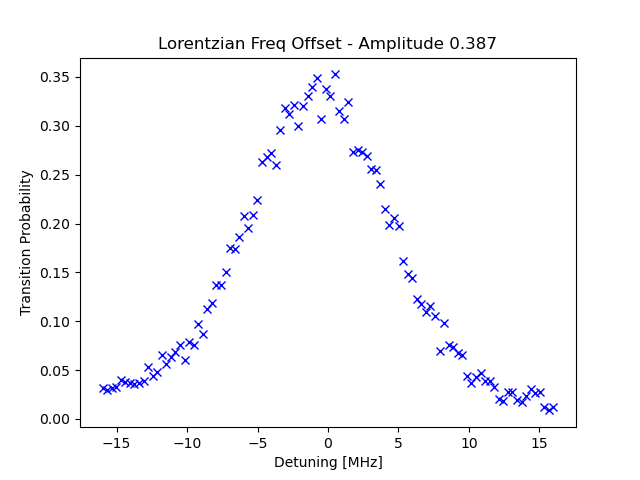 Lorentzian Freq Offset - Amplitude 0.387
0.35
0.30
0.25
0.20
0.15
0.10
0.05
0.00
Transition Probability
−15 −10 −5 0 5 10 15
Detuning [MHz]